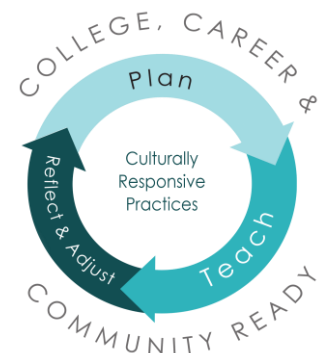 COLLEGE, CAREER &
Plan
Culturally
Responsive
Practices
Teach
Reflect & Adjust
COMMUNITY READY